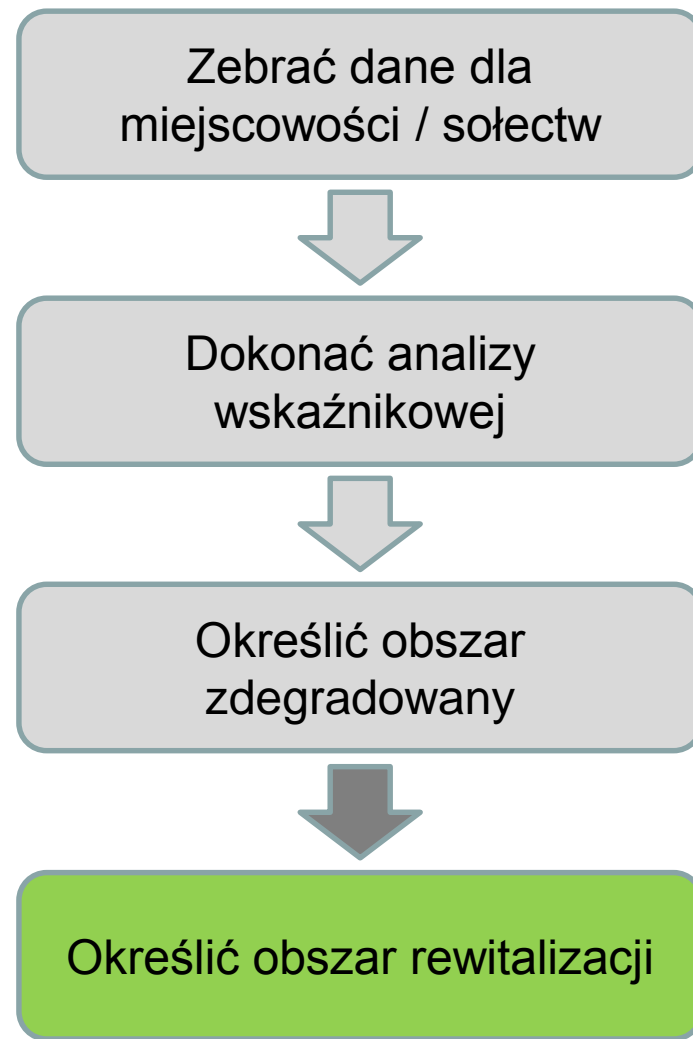 Zebrać dane dla
miejscowości / sołectw
Dokonać analizy
wskaźnikowej
Określić obszar
zdegradowany
Określić obszar rewitalizacji